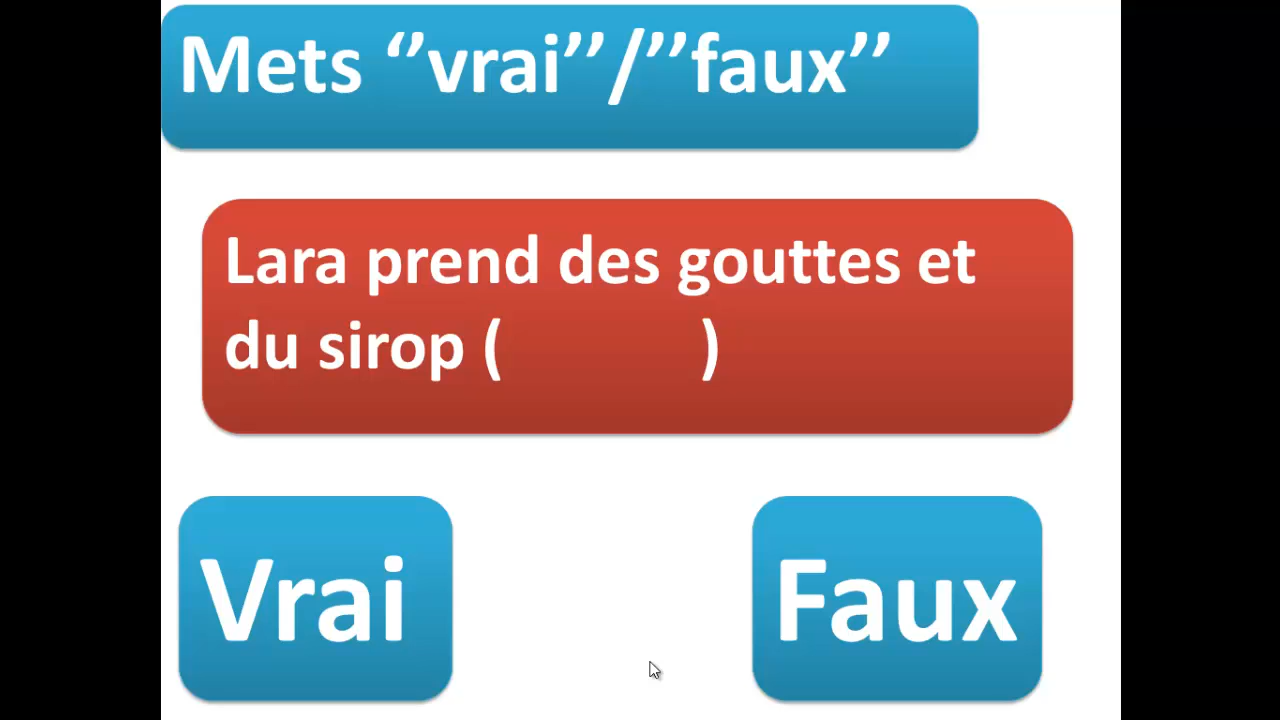 Mets ‘’vrai’’/’’faux’’
Lara prend des gouttes et
du sirop (          )
Vrai
Faux